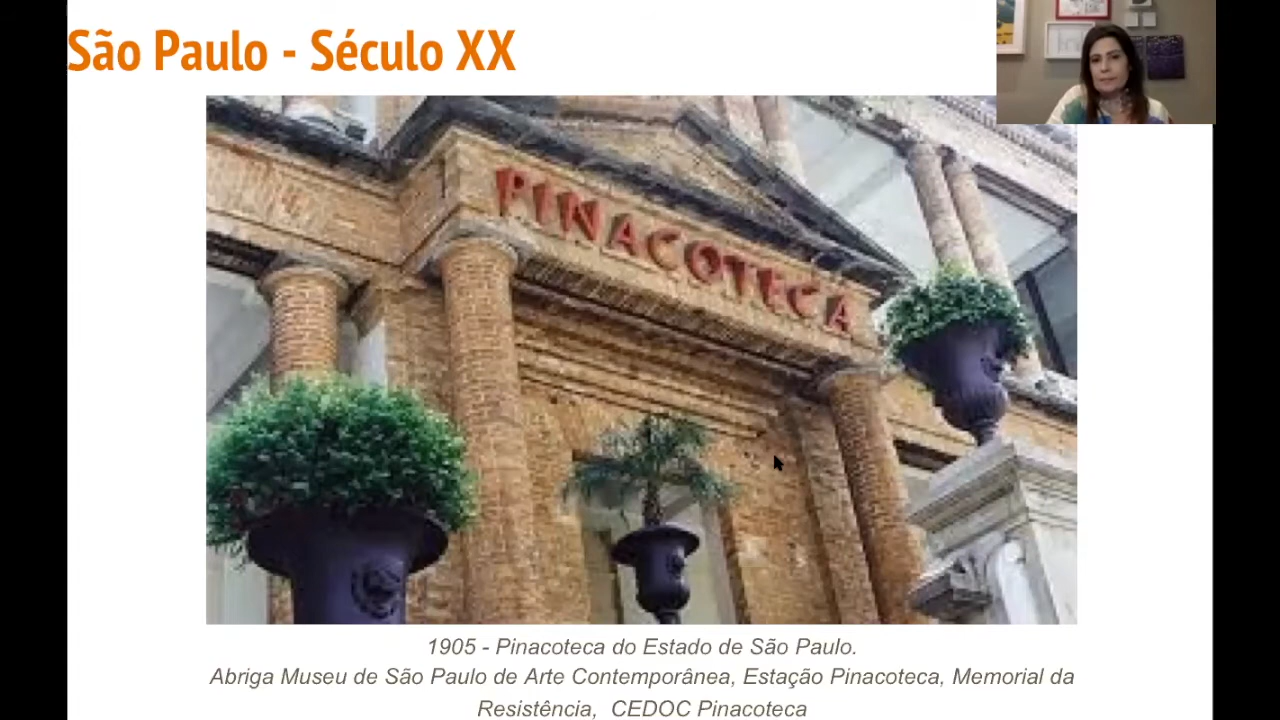 São Paulo - Século XX
PINACOTECA
1905 - Pinacoteca do Estado de São Paulo.
Abriga Museu de São Paulo de Arte Contemporânea, Estação Pinacoteca, Memorial da
Resistência, CEDOC Pinacoteca